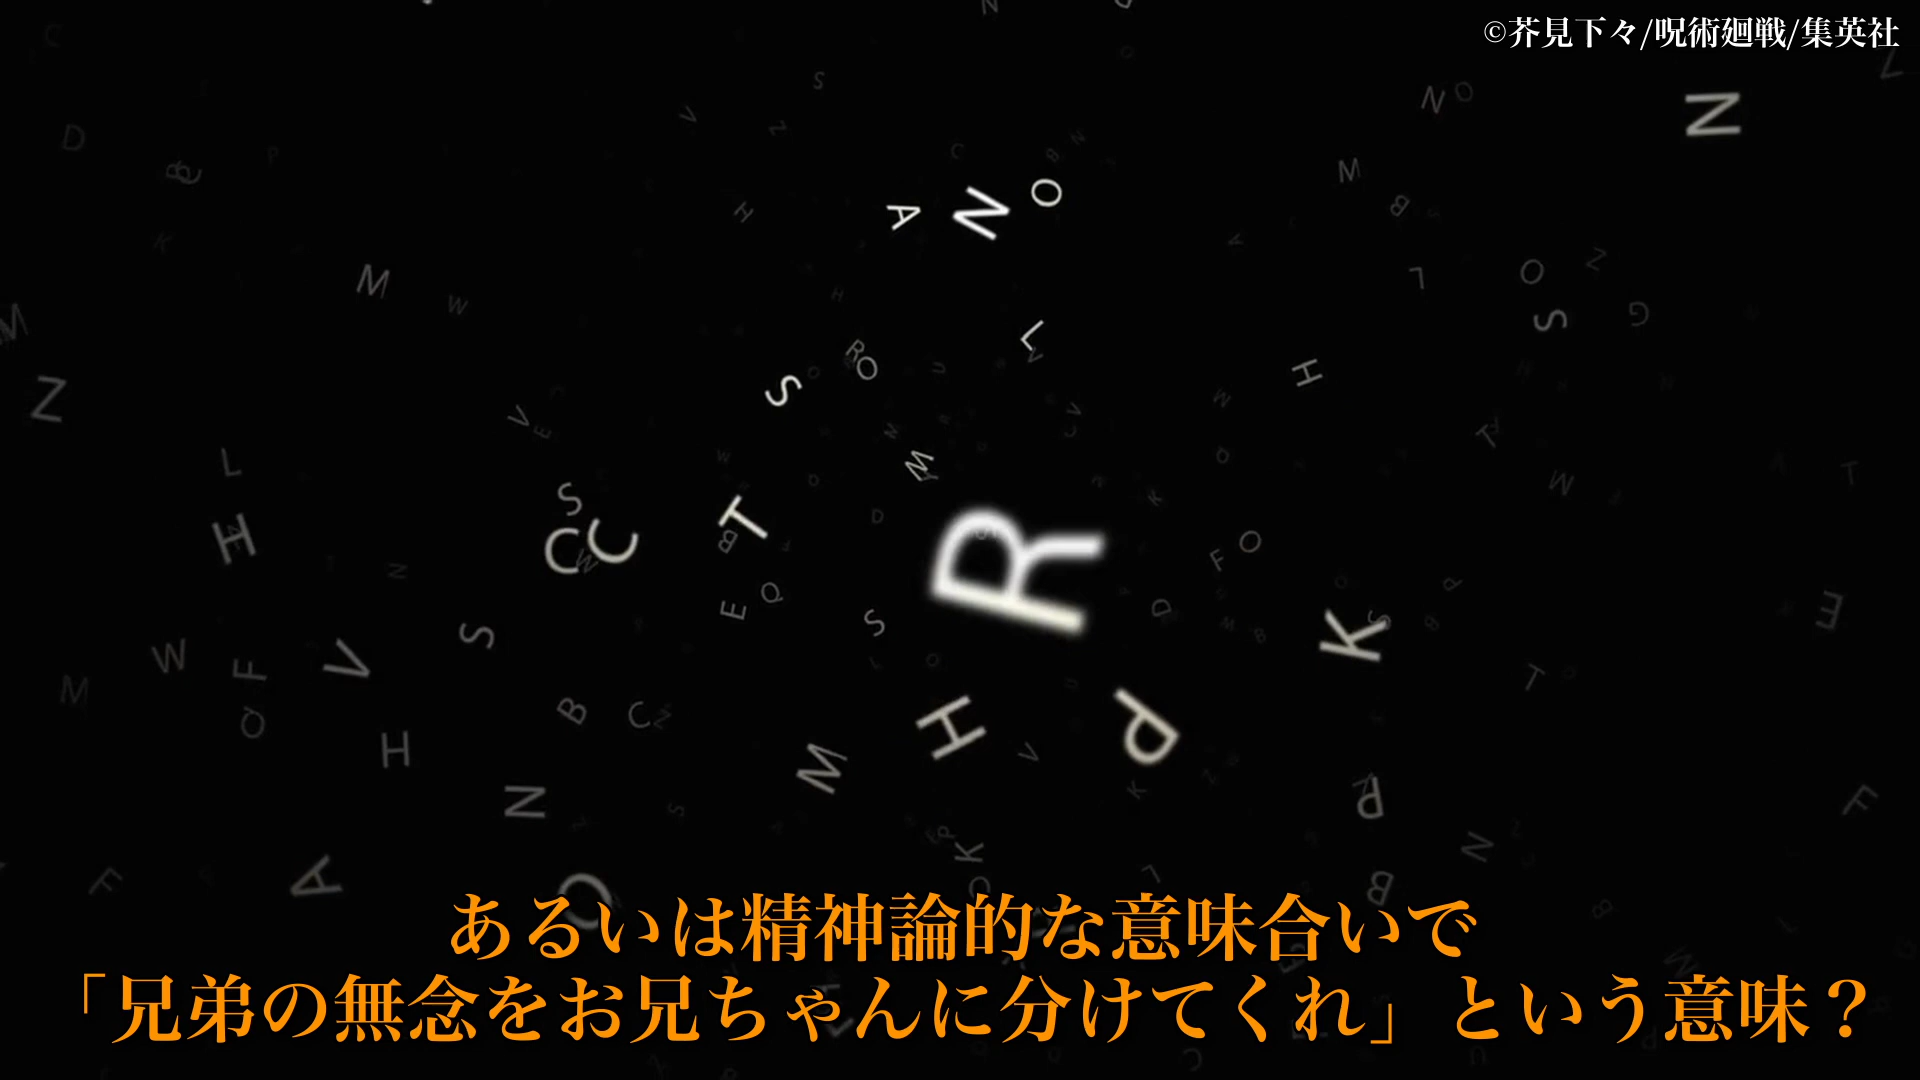 ©芥見下々/呪術廻戦/集英社
あるいは精神論的な意味合いで
「兄弟の無念をお兄ちゃんに分けてくれ」という意味？